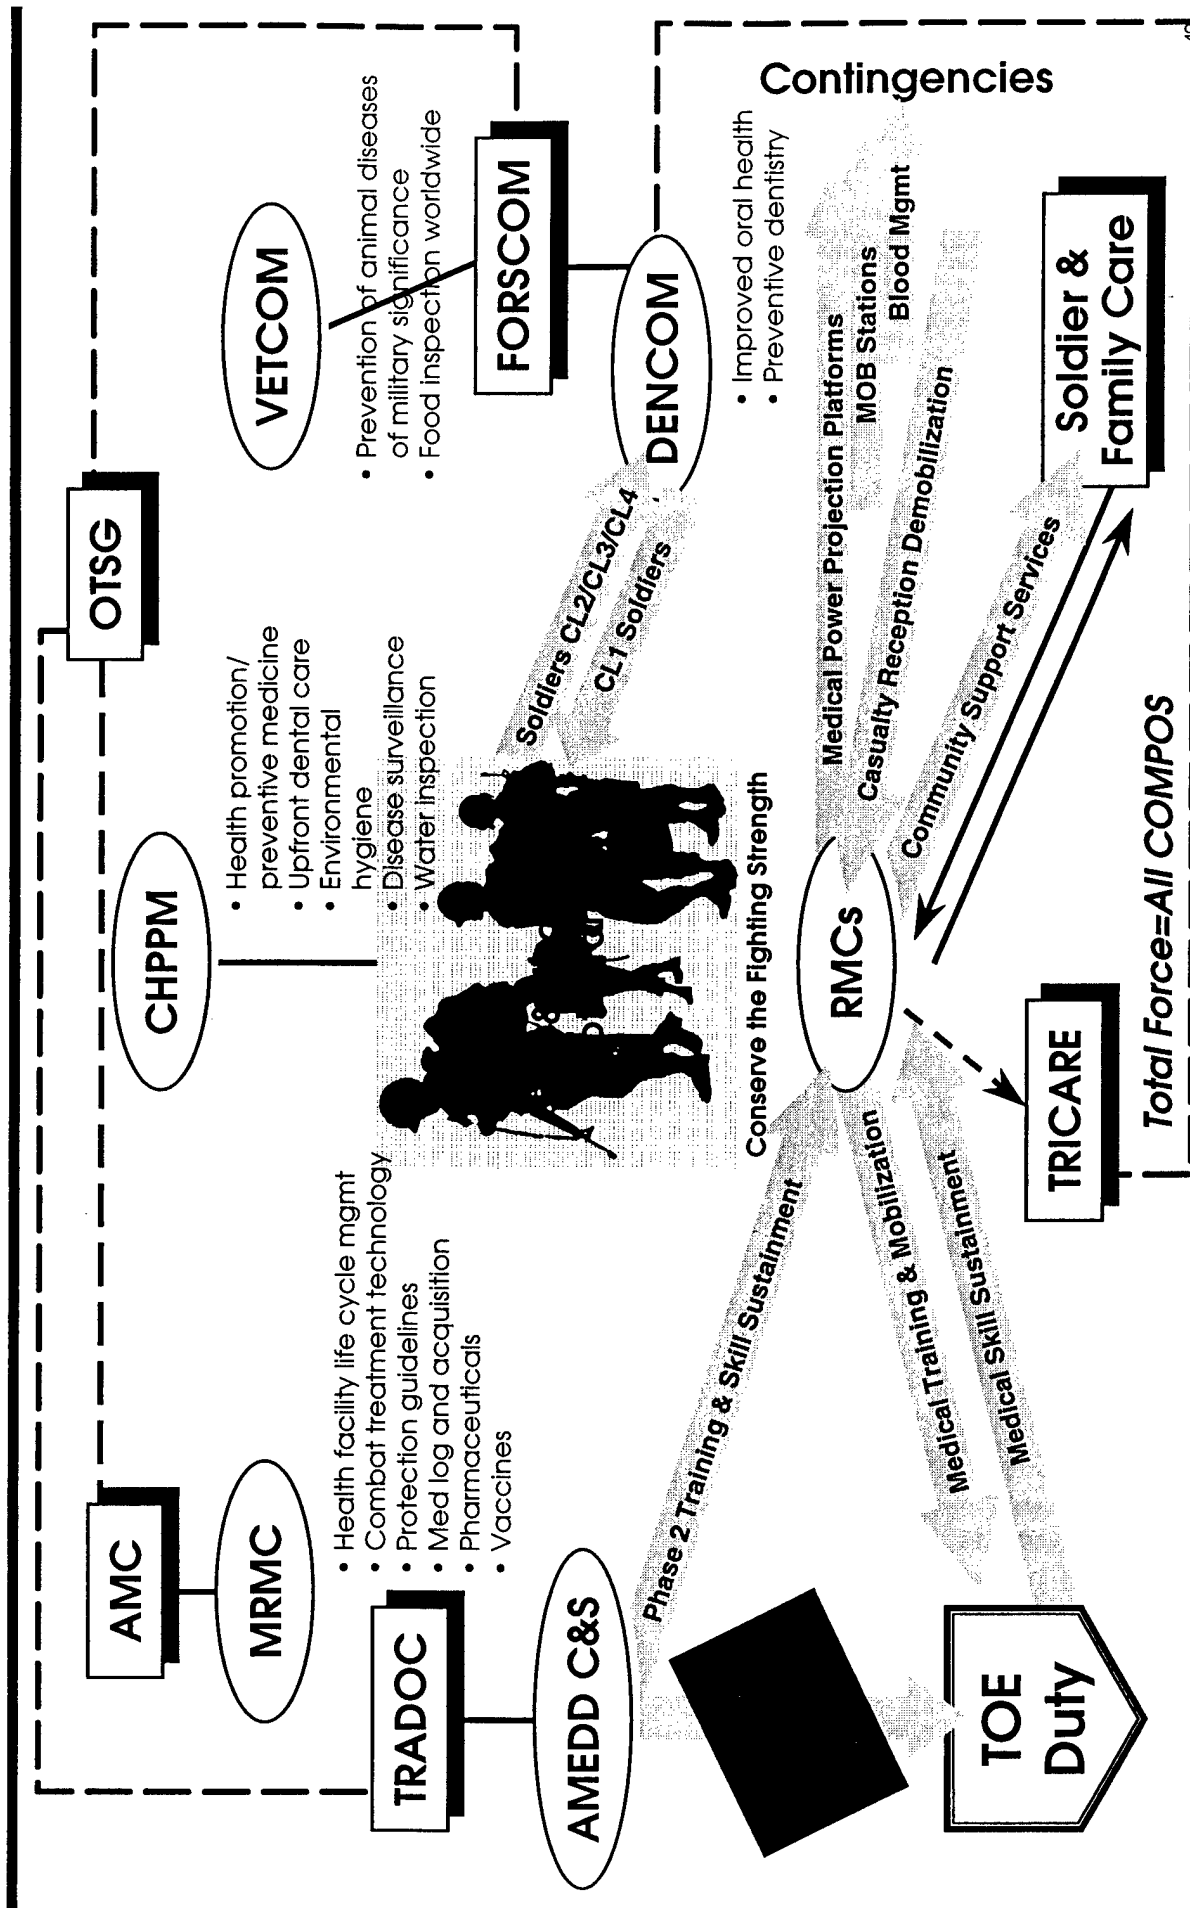 OTSG
AMC
MRMC
• Health facility life cycle mgmt
• Combat treatment technology
• Protection guidelines
• Med log and acquisition
• Pharmaceuticals
• Vaccines
CHPPM
• Health promotion/
preventive medicine
• Upfront dental care
• Environmental
hygiene
• Disease surveillance
• Water inspection
VETCOM
• Prevention of animal diseases
of military significance
• Food inspection worldwide
TRADOC
AMEDD C&S
FORSCOM
DENCOM
• Improved oral health
• Preventive dentistry
Soldiers CL2/CL3/CL4
CL1 Soldiers
Conserve the Fighting Strength
Phase 2 Training & Skill Sustainment
Medical Training & Mobilization
Medical Skill Sustainment
TOE
Duty
RMCs
Contingencies
Medical Power Projection Platforms
MOB Stations
Blood Mgmt
Casualty Reception Demobilization
Community Support Services
Soldier &
Family Care
TRICARE
Total Force=All COMPOS